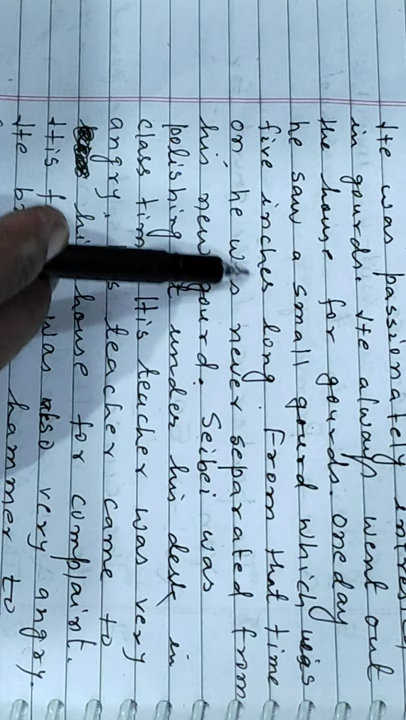 He was passionately interest
in gourds. He always went out
the house for gourds. Oneday
he saw a small gourd which was
five inches long. From that time
on he was never separated from
his new gourd. Seibei was
polishing it under his desk in
class time. His teacher was very
angry. His teacher came to
his house for complaint.
His was also very angry.
He hammer to